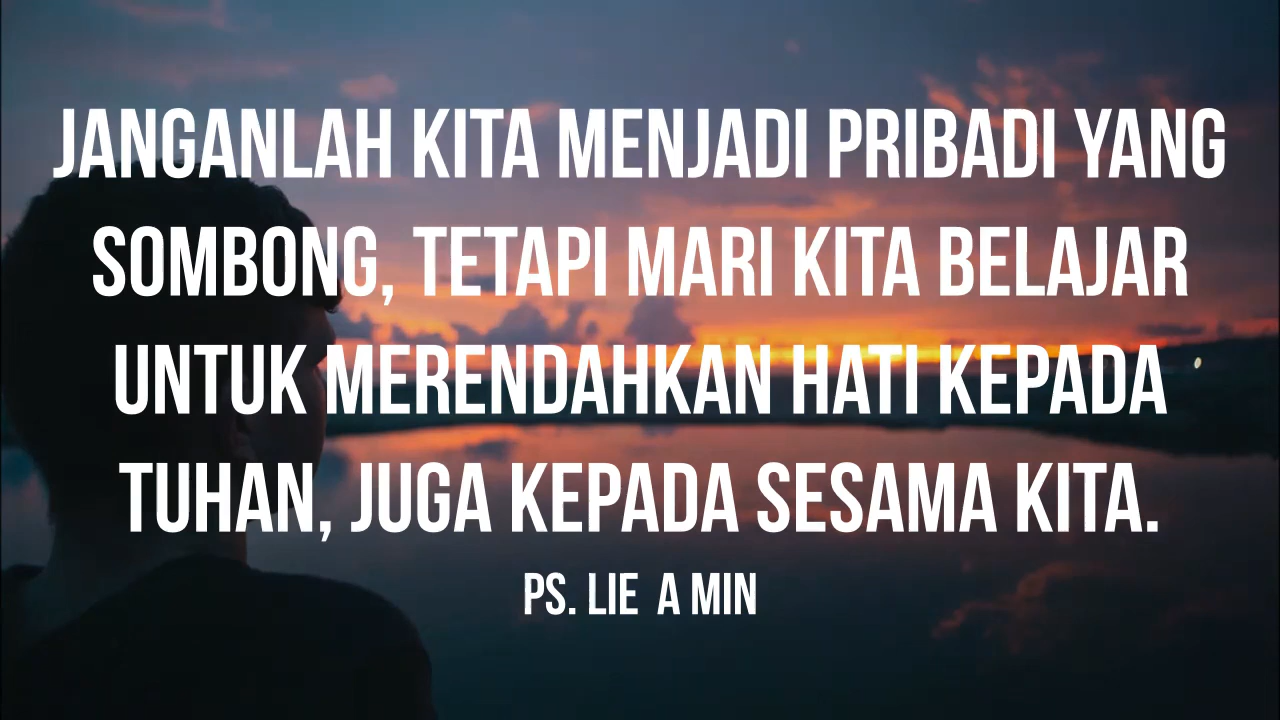 JANGANLAH KITA MENJADI PRIBADI YANG
SOMBONG, TETAPI MARI KITA BELAJAR
UNTUK MERENDAHKAN HATI KEPADA
TUHAN, JUGA KEPADA SESAMA KITA.
PS. LIE A MIN